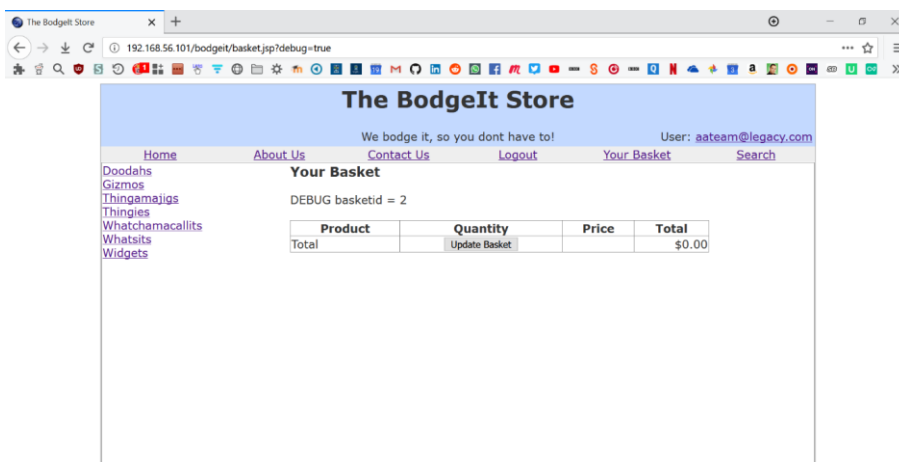 The BodgeIt Store
192.168.56.101/bodgeit/basket.jsp?debug=true
The BodgeIt Store
We bodge it, so you dont have to!
User: aateam@legacy.com
Home About Us Contact Us Logout Your Basket Search
Doodahs
Gizmos
Thingamajigs
Thingies
Whatchamacallits
Whatsits
Widgets
Your Basket
DEBUG basketid = 2
Product Quantity Price Total
Total Update Basket $0.00